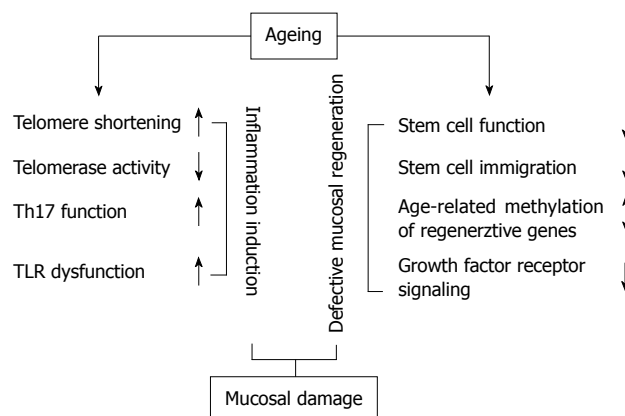 Ageing
Telomere shortening
Telomerase activity
Th17 function
TLR dysfunction
Inflammation induction
Defective mucosal regeneration
Stem cell function
Stem cell immigration
Age-related methylation
of regenerztive genes
Growth factor receptor
signaling
Mucosal damage